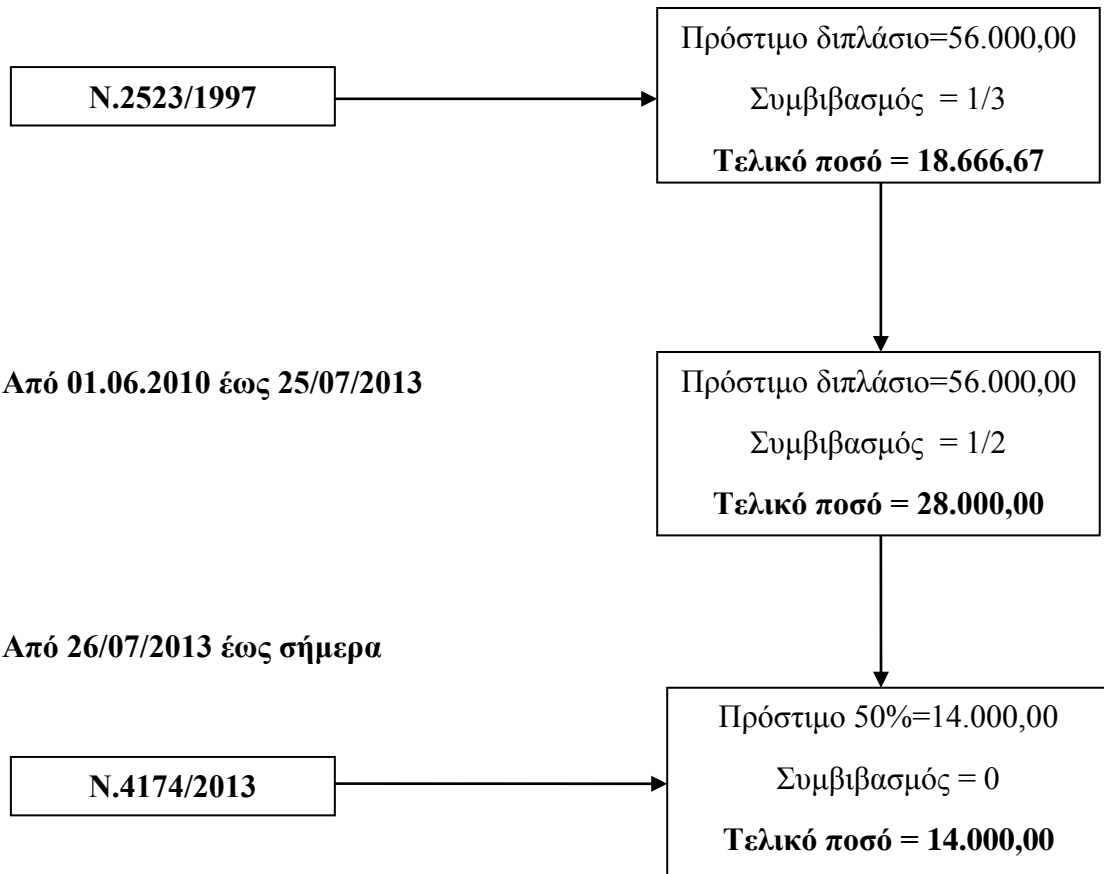 Πρόστιμο διπλάσιο=56.000,00
Ν.2523/1997
Συμβιβασμός = 1/3
Τελικό ποσό = 18.666,67
Από 01.06.2010 έως 25/07/2013
Πρόστιμο διπλάσιο=56.000,00
Συμβιβασμός = 1/2
Τελικό ποσό = 28.000,00
Από 26/07/2013 έως σήμερα
Πρόστιμο 50%=14.000,00
Ν.4174/2013
Συμβιβασμός = 0
Τελικό ποσό = 14.000,00